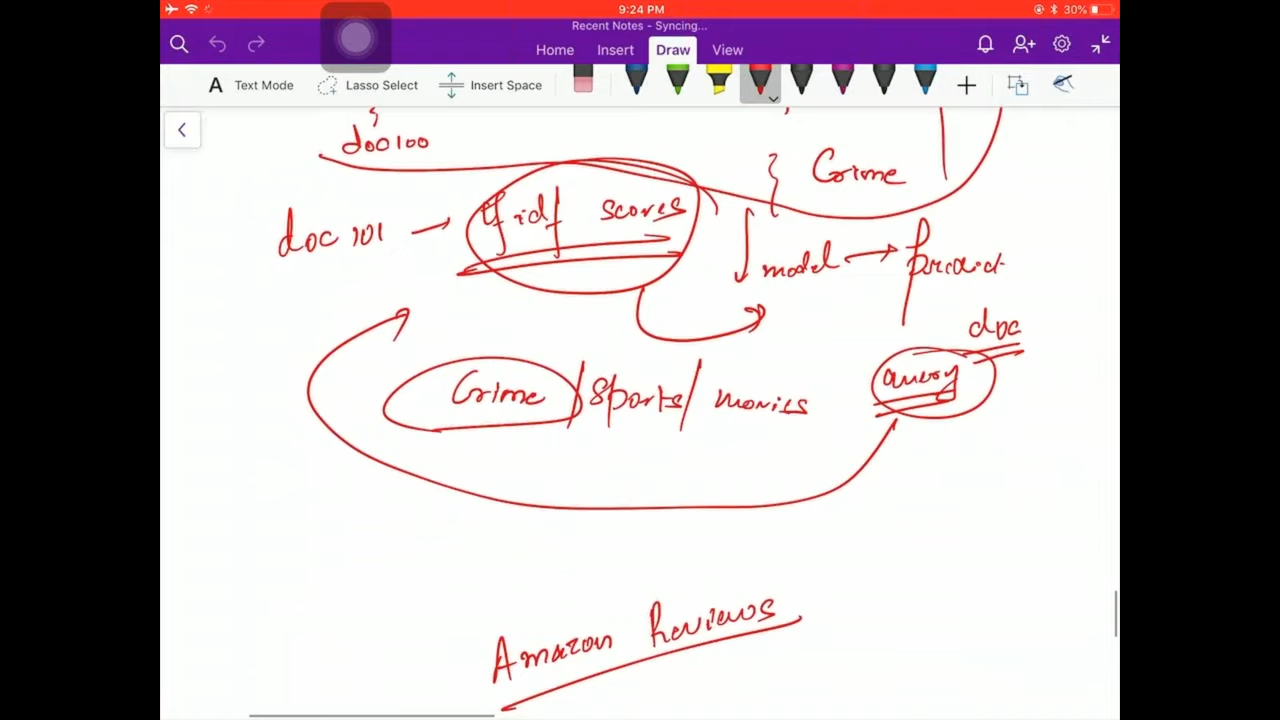 9:24 PM
30%
Recent Notes - Syncing...
Home Insert Draw View
A Text Mode Lasso Select Insert Space
doc100
Crime
doc 101 → tfidf scores
model → predict
doc
query
Crime / Sports / movies
Amazon Reviews